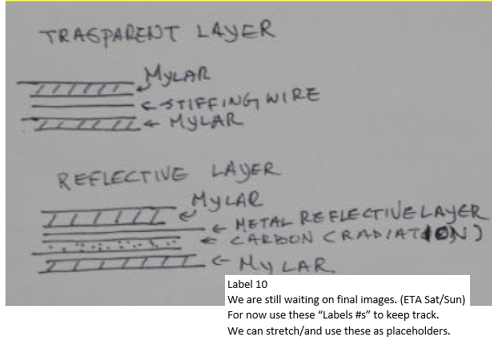 TRASPARENT LAYER
MYLAR
STIFFING WIRE
MYLAR
REFLECTIVE LAYER
MYLAR
METAL REFLECTIVE LAYER
CARBON (RADIATION)
MYLAR
Label 10
We are still waiting on final images. (ETA Sat/Sun)
For now use these “Labels #s” to keep track.
We can stretch/and use these as placeholders.